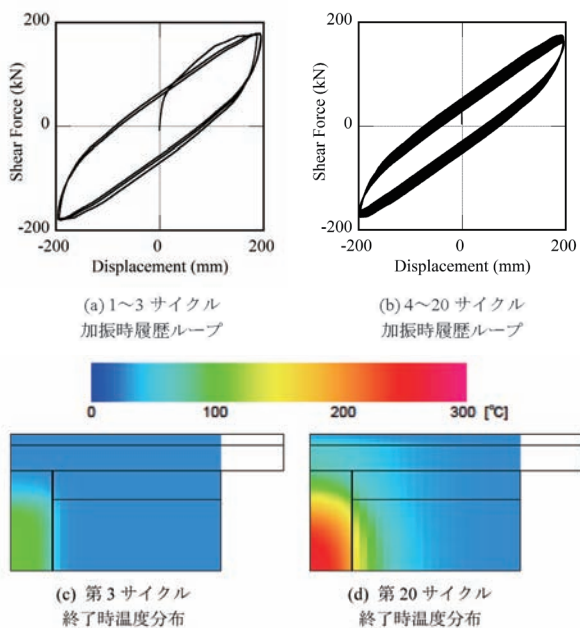 200
0
-200
Shear Force (kN)
-200
0
200
Displacement (mm)
(a) 1～3 サイクル
加振時履歴ループ
200
0
-200
Shear Force (kN)
-200
0
200
Displacement (mm)
(b) 4～20 サイクル
加振時履歴ループ
0
100
200
300 [℃]
(c) 第 3 サイクル
終了時温度分布
(d) 第 20 サイクル
終了時温度分布